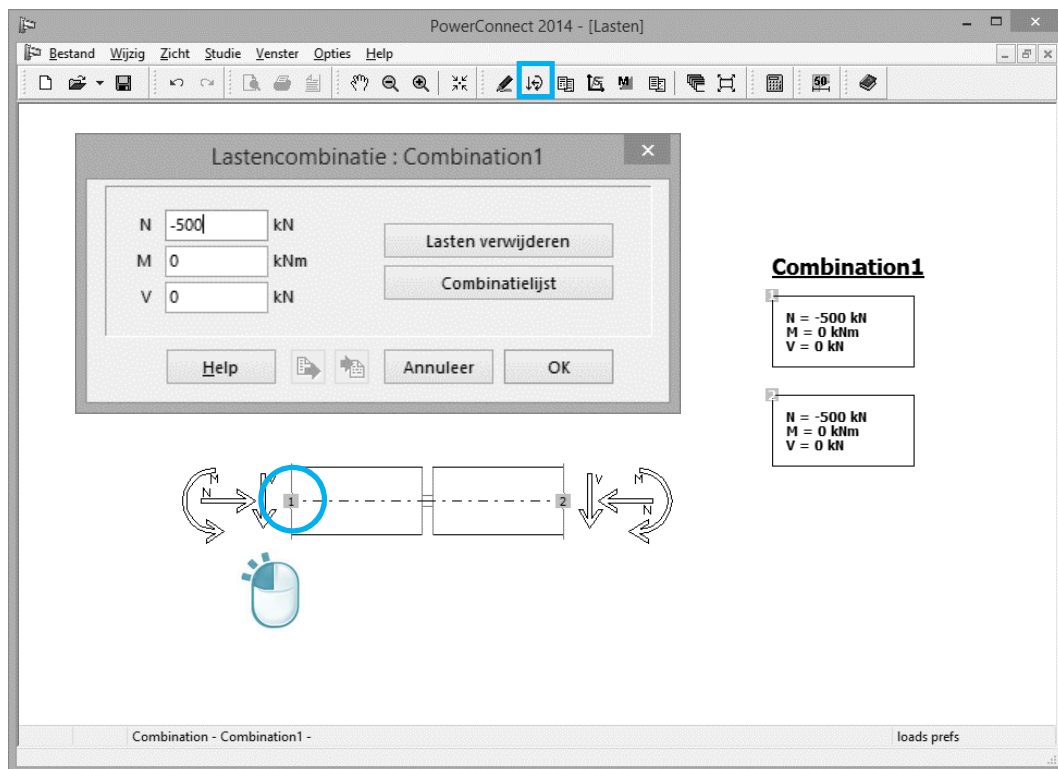 PowerConnect 2014 - [Lasten]
Bestand Wijzig Zicht Studie Venster Opties Help
M
50
Lastencombinatie : Combination1
N -500 kN
Lasten verwijderen
M 0 kNm
Combinatielijst
V 0 kN
Help Annuleer OK
Combination1
1
N = -500 kN
M = 0 kNm
V = 0 kN
2
N = -500 kN
M = 0 kNm
V = 0 kN
M N V 1 2 V M N
Combination - Combination1 - loads prefs